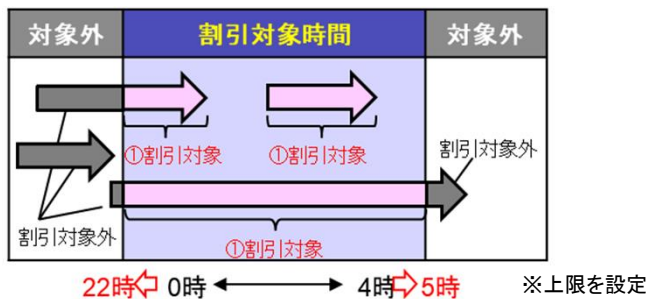 対象外 割引対象時間 対象外
①割引対象 ①割引対象 割引対象外
割引対象外 ①割引対象
22時 0時 4時 5時 ※上限を設定